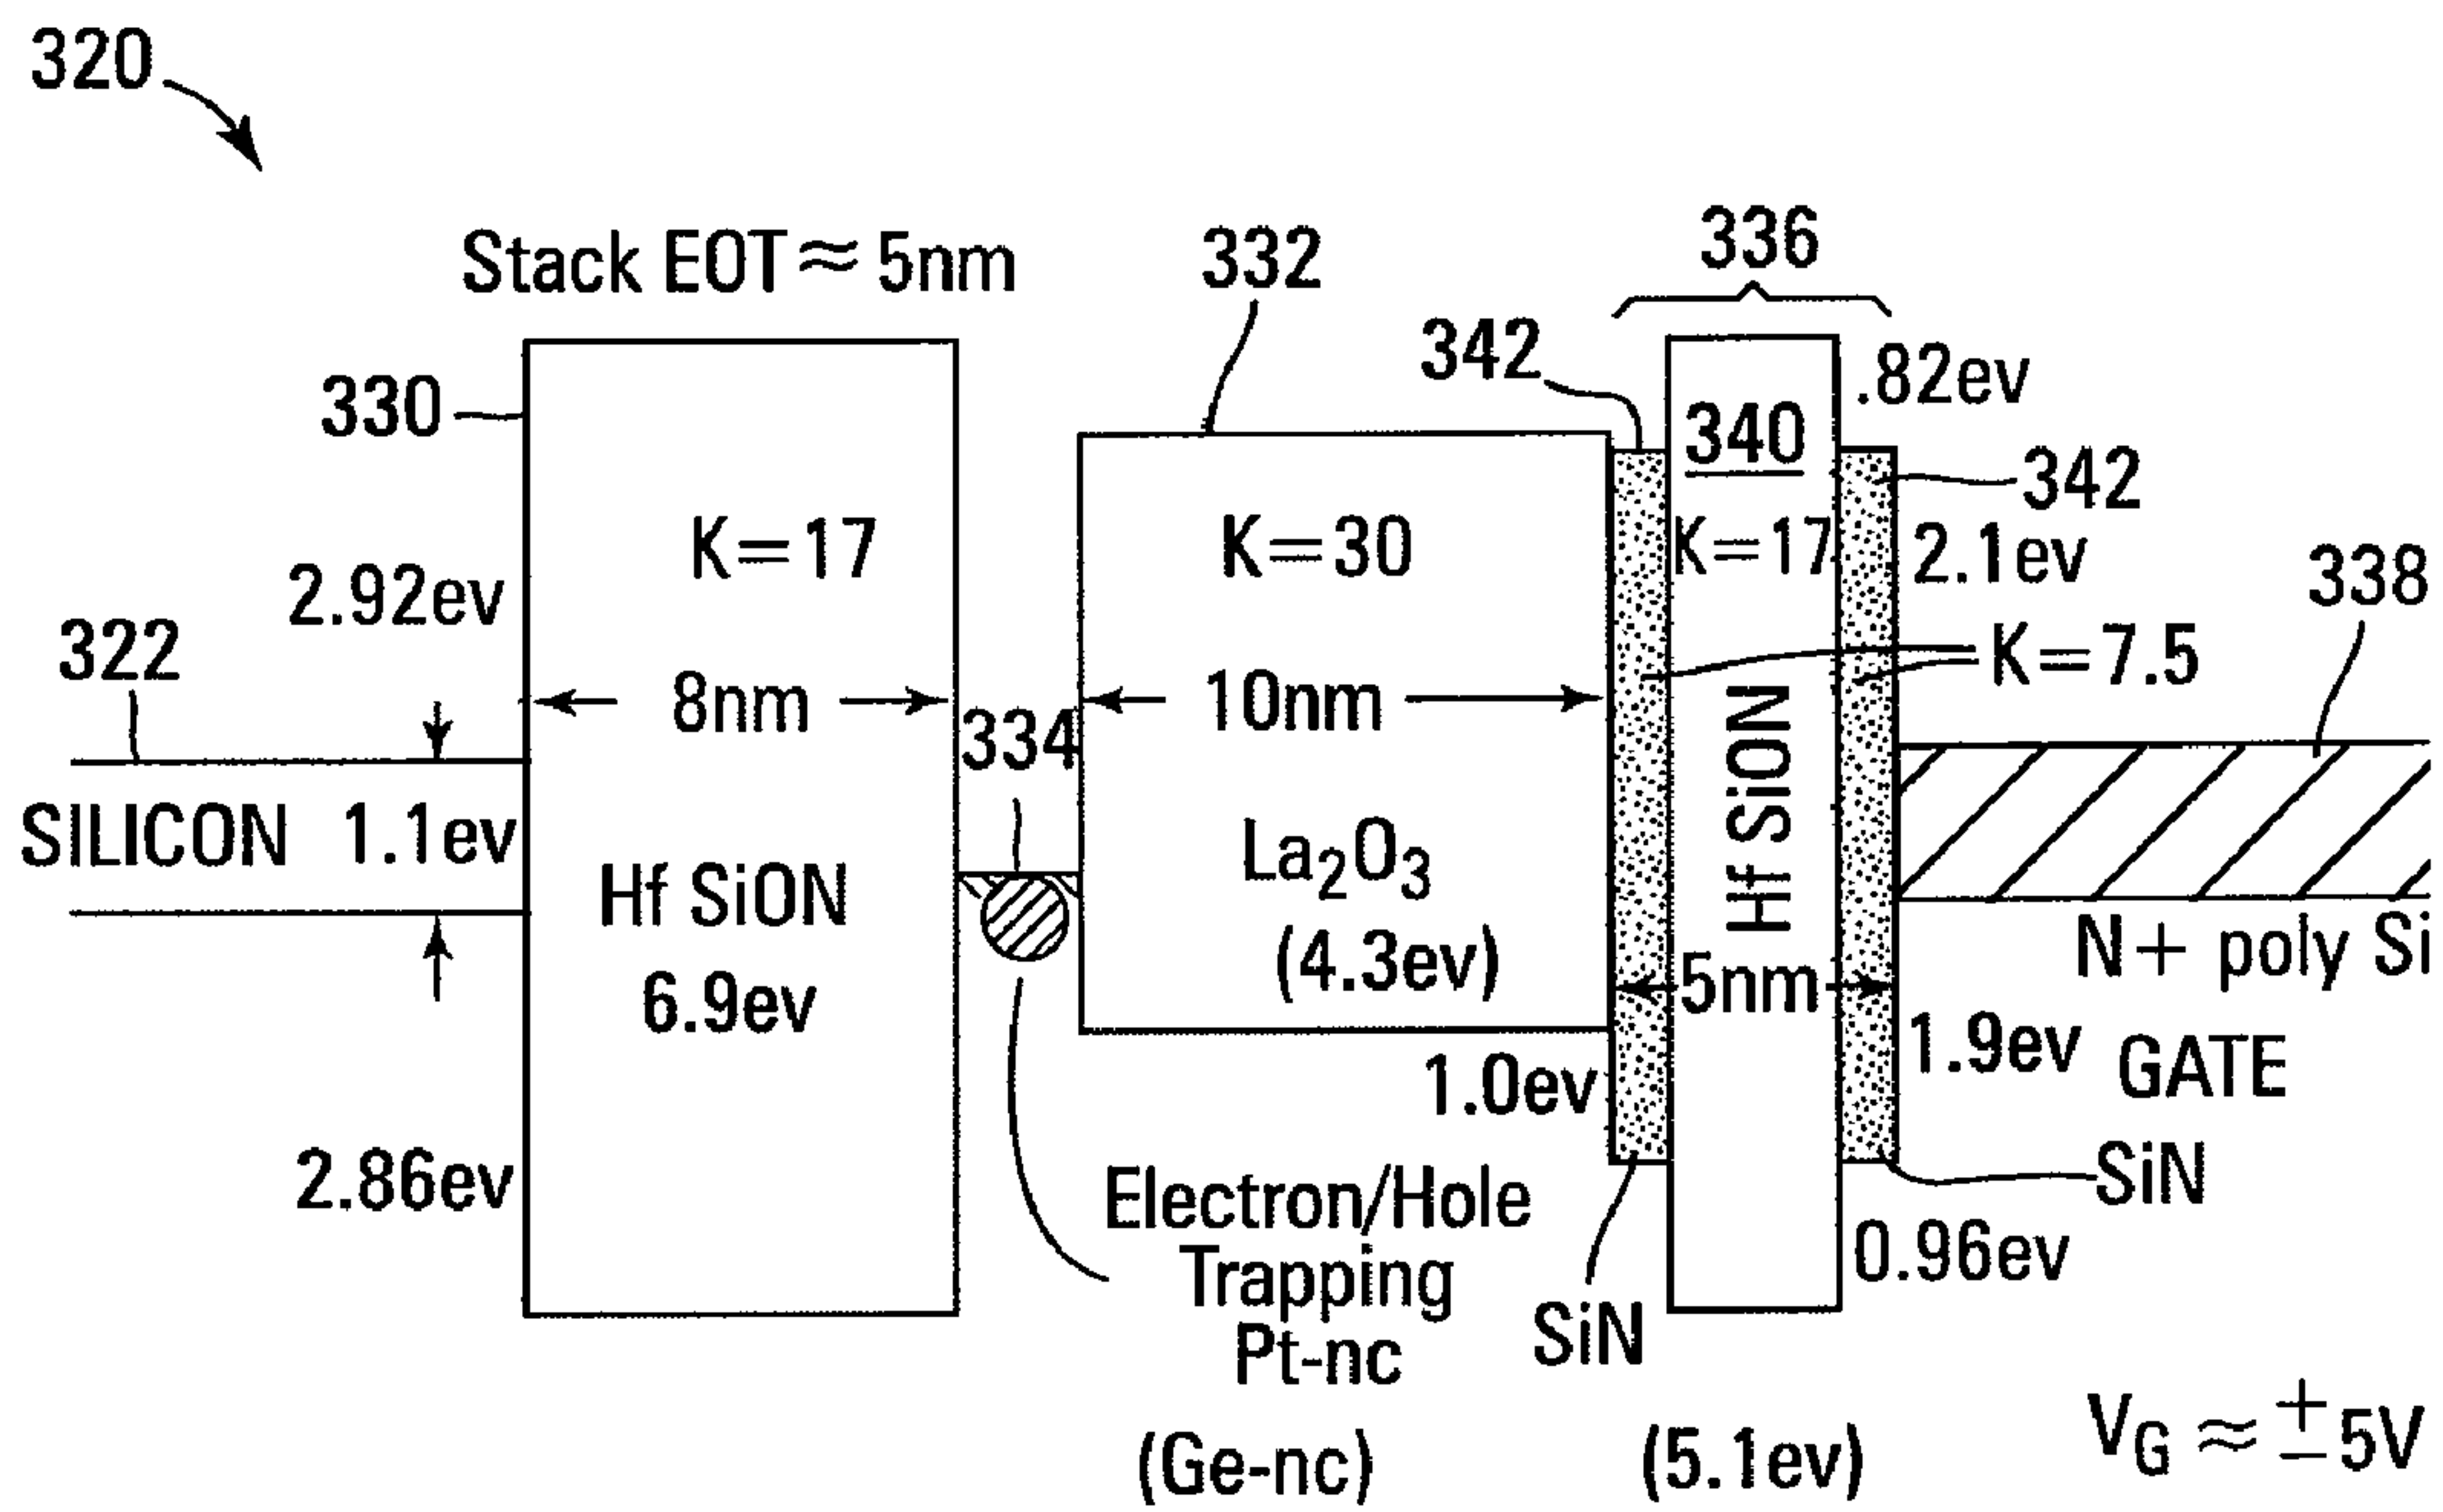 320
Stack EOT ≈ 5nm
332
336
342
.82ev
330
340
342
K=17
K=30
K=17
2.1ev
338
2.92ev
322
K=7.5
8nm
10nm
334
SILICON 1.1ev
Hf SiON
6.9ev
La2O3
(4.3ev)
Hf SiON
5nm
N+ poly Si
GATE
1.0ev
1.9ev
2.86ev
Electron/Hole
Trapping
Pt-nc
(Ge-nc)
SiN
SiN
0.96ev
(5.1ev)
VG ≈ ±5V